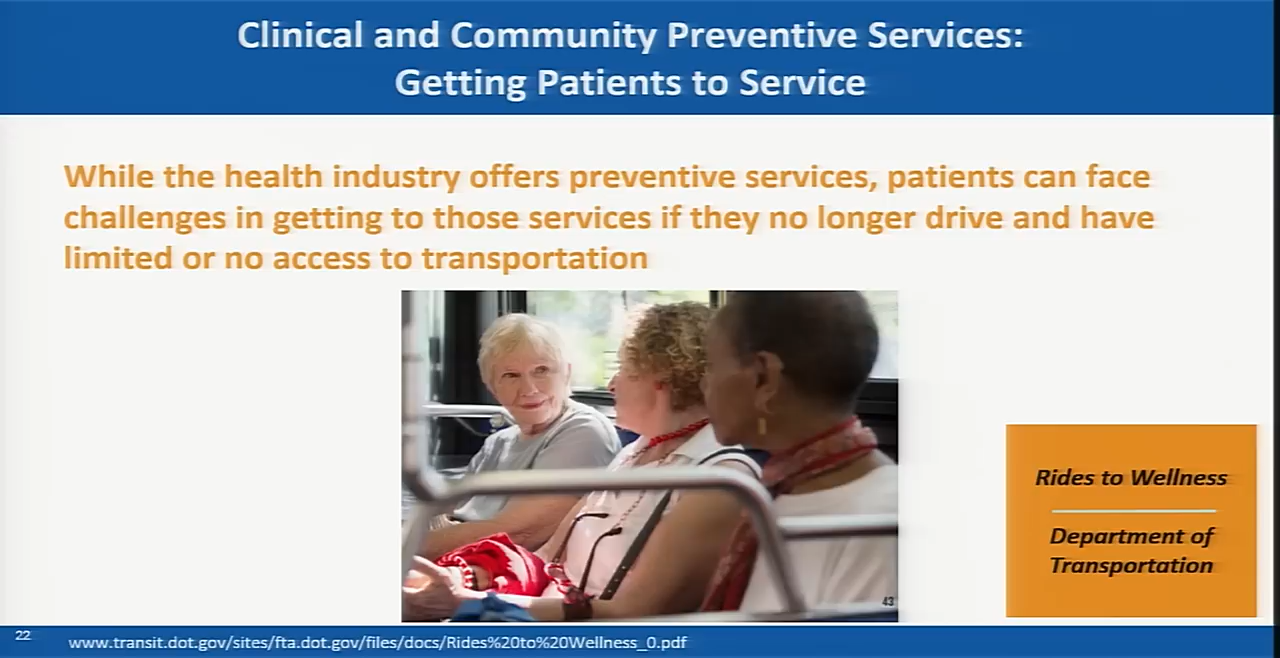 Clinical and Community Preventive Services:
Getting Patients to Service
While the health industry offers preventive services, patients can face
challenges in getting to those services if they no longer drive and have
limited or no access to transportation
43
Rides to Wellness
Department of
Transportation
22
www.transit.dot.gov/sites/fta.dot.gov/files/docs/Rides%20to%20Wellness_0.pdf